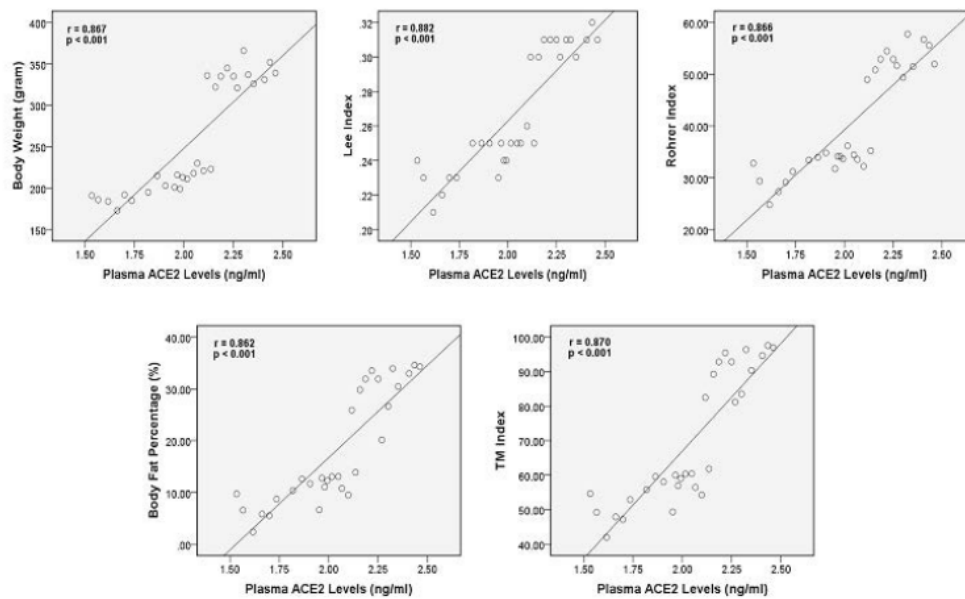 r = 0.867
p < 0.001
400
350
300
250
200
150
Body Weight (gram)
1.50 1.75 2.00 2.25 2.50
Plasma ACE2 Levels (ng/ml)
r = 0.882
p < 0.001
.32
.30
.28
.26
.24
.22
.20
Lee Index
1.50 1.75 2.00 2.25 2.50
Plasma ACE2 Levels (ng/ml)
r = 0.866
p < 0.001
60.00
50.00
40.00
30.00
20.00
Rohrer Index
1.50 1.75 2.00 2.25 2.50
Plasma ACE2 Levels (ng/ml)
r = 0.862
p < 0.001
40.00
30.00
20.00
10.00
.00
Body Fat Percentage (%)
1.50 1.75 2.00 2.25 2.50
Plasma ACE2 Levels (ng/ml)
r = 0.870
p < 0.001
100.00
90.00
80.00
70.00
60.00
50.00
40.00
TM Index
1.50 1.75 2.00 2.25 2.50
Plasma ACE2 Levels (ng/ml)